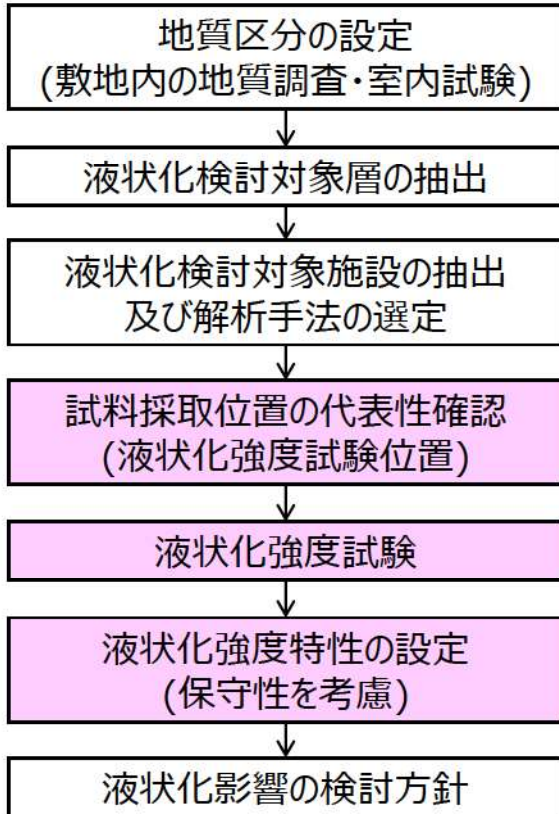 地質区分の設定
(敷地内の地質調査・室内試験)
液状化検討対象層の抽出
液状化検討対象施設の抽出
及び解析手法の選定
試料採取位置の代表性確認
(液状化強度試験位置)
液状化強度試験
液状化強度特性の設定
(保守性を考慮)
液状化影響の検討方針